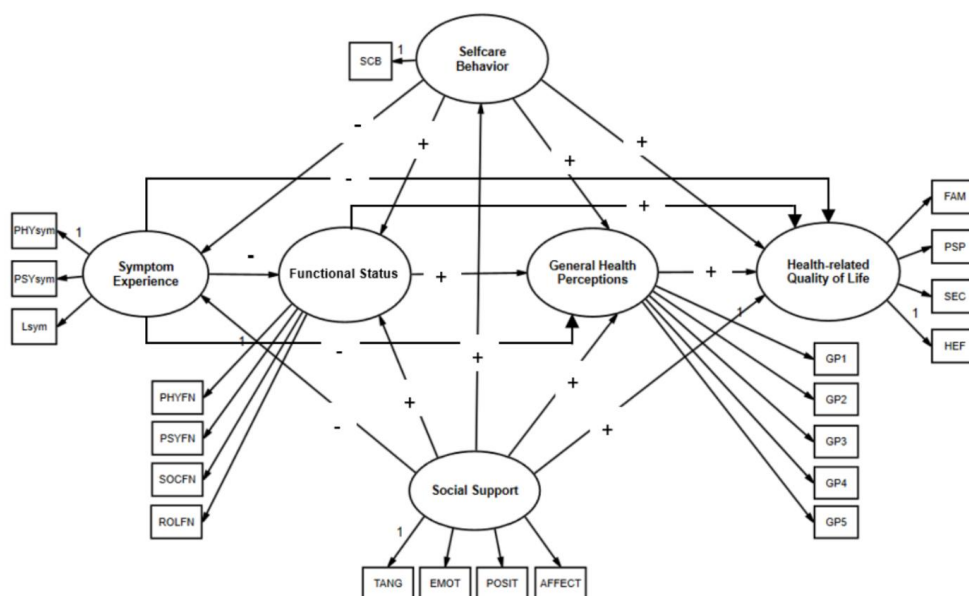 SCB
1
Selfcare
Behavior
-
+
+
+
-
+
PHYsym
1
PSYsym
Lsym
Symptom
Experience
-
Functional Status
+
General Health
Perceptions
+
Health-related
Quality of Life
FAM
PSP
SEC
1
HEF
1
-
+
1
PHYFN
PSYFN
SOCFN
ROLFN
-
+
+
+
GP1
GP2
GP3
GP4
GP5
Social Support
1
TANG
EMOT
POSIT
AFFECT